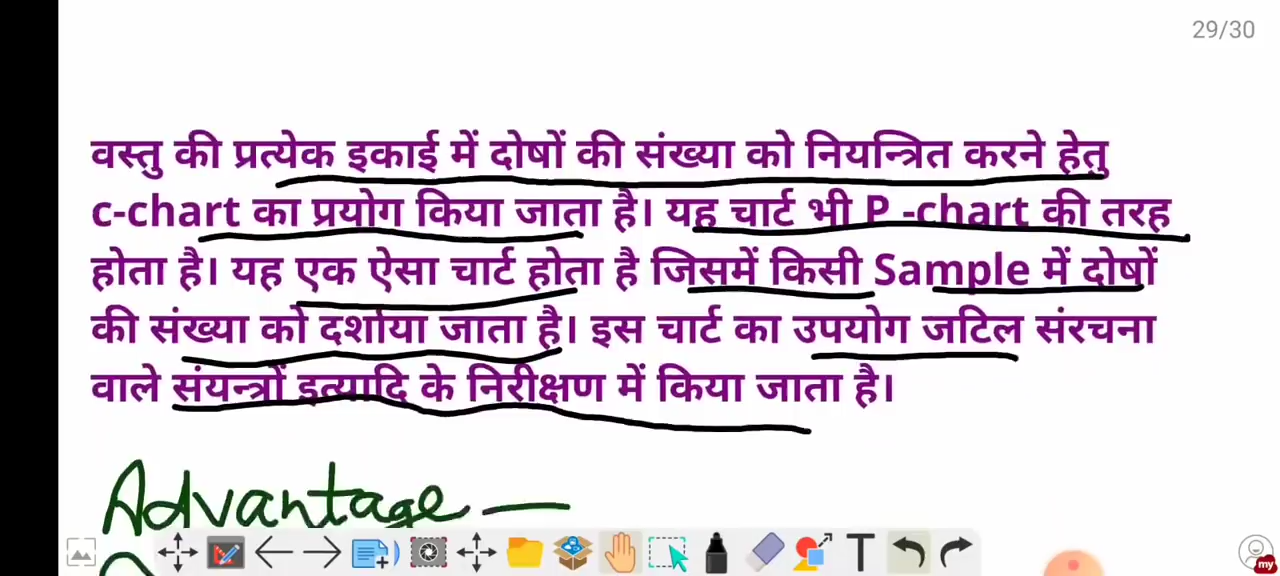 29/30
वस्तु की प्रत्येक इकाई में दोषों की संख्या को नियन्त्रित करने हेतु
c-chart का प्रयोग किया जाता है। यह चार्ट भी P -chart की तरह
होता है। यह एक ऐसा चार्ट होता है जिसमें किसी Sample में दोषों
की संख्या को दर्शाया जाता है। इस चार्ट का उपयोग जटिल संरचना
वाले संयन्त्रों इत्यादि के निरीक्षण में किया जाता है।
Advantage —
T
my